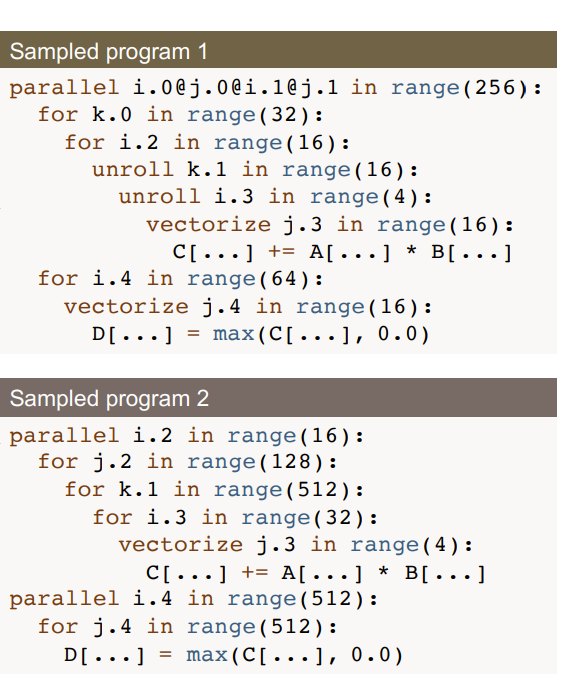 Sampled program 1
parallel i.0@j.0@i.1@j.1 in range(256):
  for k.0 in range(32):
    for i.2 in range(16):
      unroll k.1 in range(16):
        unroll i.3 in range(4):
          vectorize j.3 in range(16):
            C[...] += A[...] * B[...]
  for i.4 in range(64):
    vectorize j.4 in range(16):
      D[...] = max(C[...], 0.0)
Sampled program 2
parallel i.2 in range(16):
  for j.2 in range(128):
    for k.1 in range(512):
      for i.3 in range(32):
        vectorize j.3 in range(4):
          C[...] += A[...] * B[...]
parallel i.4 in range(512):
  for j.4 in range(512):
    D[...] = max(C[...], 0.0)